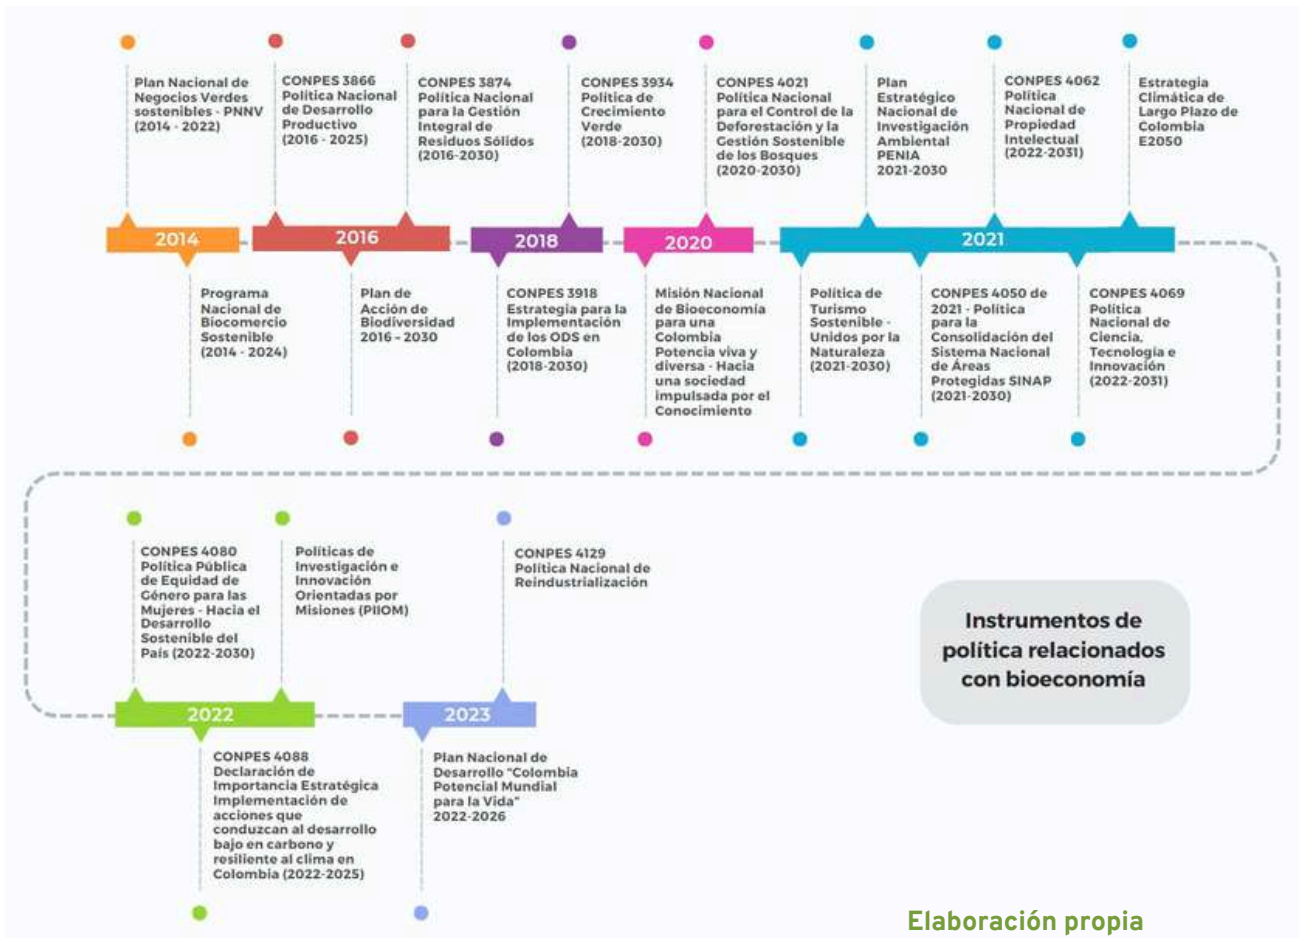 Plan Nacional de
Negocios Verdes
sostenibles - PNNV
(2014 - 2022)
CONPES 3866
Política Nacional
de Desarrollo
Productivo
(2016 - 2025)
CONPES 3874
Política Nacional
para la Gestión
Integral de
Residuos Sólidos
(2016-2030)
CONPES 3934
Política de
Crecimiento
Verde
(2018-2030)
CONPES 4021
Política Nacional
para el Control de la
Deforestación y la
Gestión Sostenible
de los Bosques
(2020-2030)
Plan
Estratégico
Nacional de
Investigación
Ambiental
PENIA
2021-2030
CONPES 4062
Política
Nacional de
Propiedad
Intelectual
(2022-2031)
Estrategia
Climática de
Largo Plazo de
Colombia
E2050
2014
2016
2018
2020
2021
Programa
Nacional de
Biocomercio
Sostenible
(2014 - 2024)
Plan de
Acción de
Biodiversidad
2016 - 2030
CONPES 3918
Estrategia para la
Implementación
de los ODS en
Colombia
(2018-2030)
Misión Nacional
de Bioeconomía
para una
Colombia
Potencia viva y
diversa - Hacia
una sociedad
impulsada por el
Conocimiento
Política de
Turismo
Sostenible -
Unidos por la
Naturaleza
(2021-2030)
CONPES 4050 de
2021 - Política
para la
Consolidación del
Sistema Nacional
de Áreas
Protegidas SINAP
(2021-2030)
CONPES 4069
Política
Nacional de
Ciencia,
Tecnología e
Innovación
(2022-2031)
CONPES 4080
Política Pública
de Equidad de
Género para las
Mujeres - Hacia el
Desarrollo
Sostenible del
País (2022-2030)
Políticas de
Investigación e
Innovación
Orientadas por
Misiones (PIIOM)
CONPES 4129
Política Nacional de
Reindustrialización
Instrumentos de
política relacionados
con bioeconomía
2022
2023
CONPES 4088
Declaración de
Importancia Estratégica
Implementación de
acciones que
conduzcan al desarrollo
bajo en carbono y
resiliente al clima en
Colombia (2022-2025)
Plan Nacional de
Desarrollo "Colombia
Potencial Mundial
para la Vida"
2022-2026
Elaboración propia